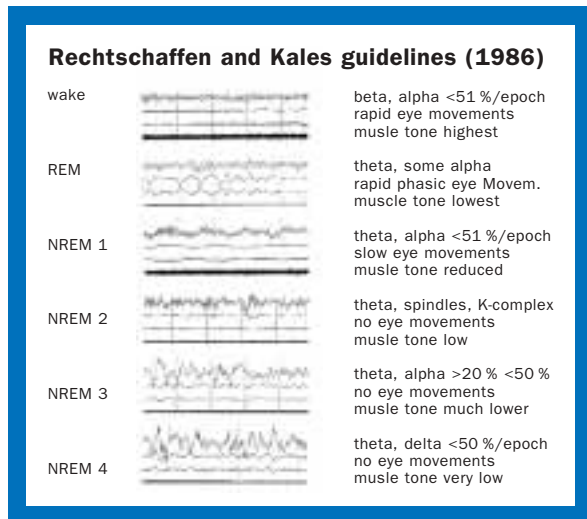 Rechtschaffen and Kales guidelines (1986)
wake
beta, alpha <51 %/epoch
rapid eye movements
musle tone highest
REM
theta, some alpha
rapid phasic eye Movem.
muscle tone lowest
NREM 1
theta, alpha <51 %/epoch
slow eye movements
musle tone reduced
NREM 2
theta, spindles, K-complex
no eye movements
musle tone low
NREM 3
theta, alpha >20 % <50 %
no eye movements
musle tone much lower
NREM 4
theta, delta <50 %/epoch
no eye movements
musle tone very low